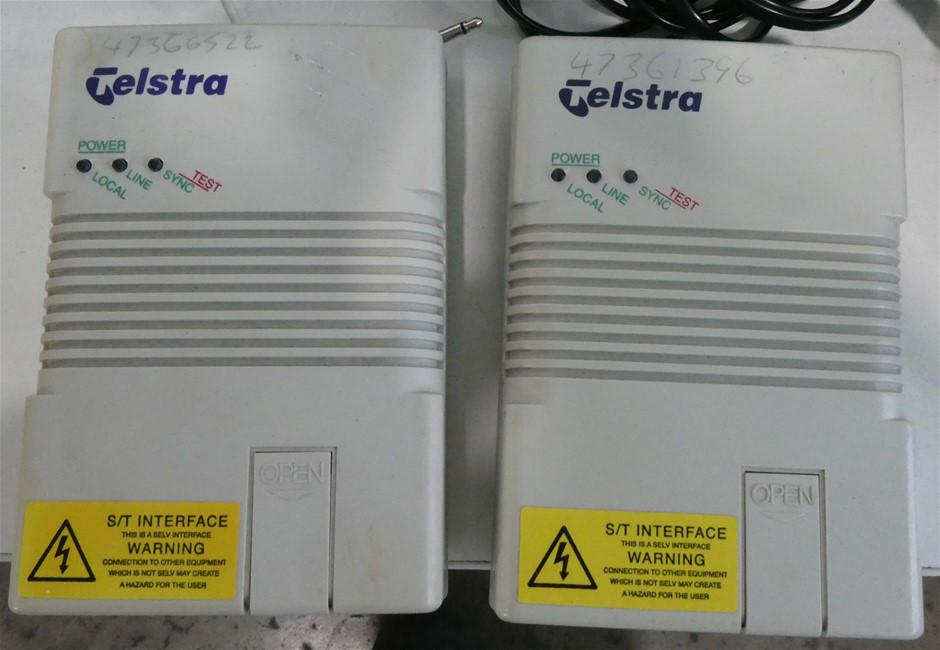 47366522
Telstra
POWER
LOCAL LINE SYNC TEST
OPEN
S/T INTERFACE
THIS IS A SELV INTERFACE
WARNING
CONNECTION TO OTHER EQUIPMENT
WHICH IS NOT SELV MAY CREATE
A HAZARD FOR THE USER
47361396
Telstra
POWER
LOCAL LINE SYNC TEST
OPEN
S/T INTERFACE
THIS IS A SELV INTERFACE
WARNING
CONNECTION TO OTHER EQUIPMENT
WHICH IS NOT SELV MAY CREATE
A HAZARD FOR THE USER